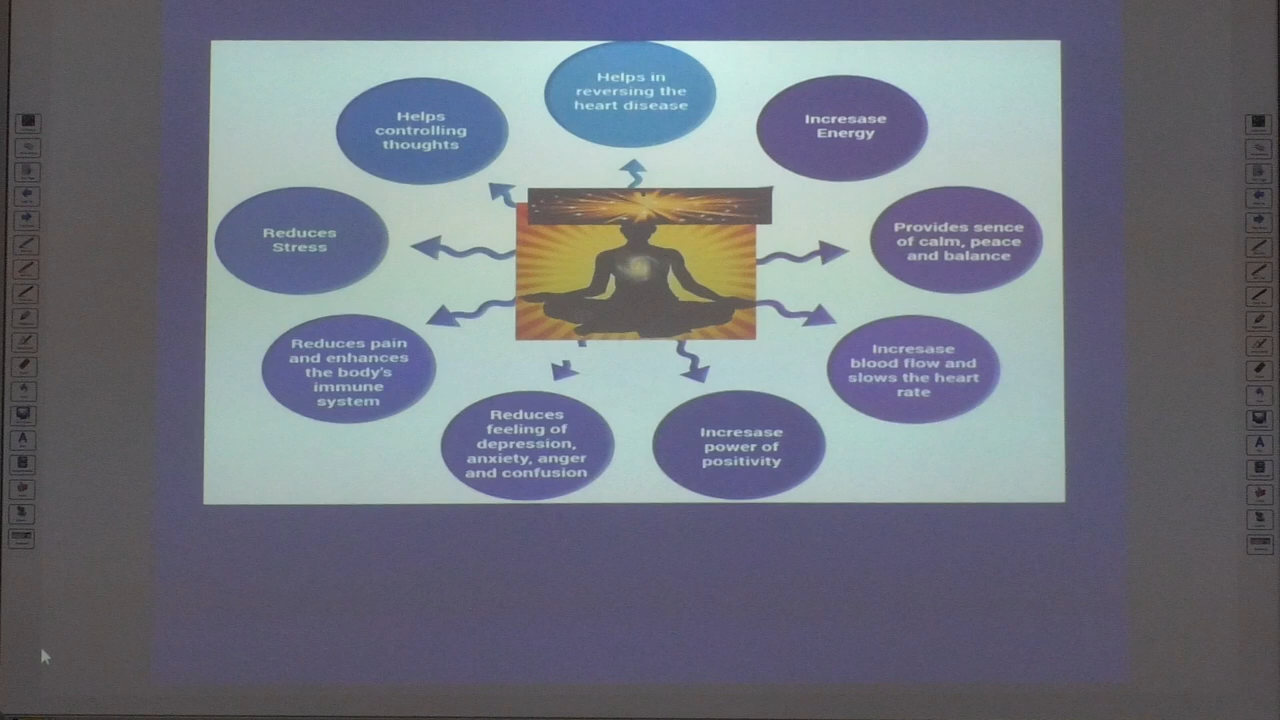 Helps in
reversing the
heart disease
Helps
controlling
thoughts
Incresase
Energy
Reduces
Stress
Provides sence
of calm, peace
and balance
Reduces pain
and enhances
the body's
immune
system
Increase
blood flow and
slows the heart
rate
Reduces
feeling of
depression,
anxiety, anger
and confusion
Incresase
power of
positivity